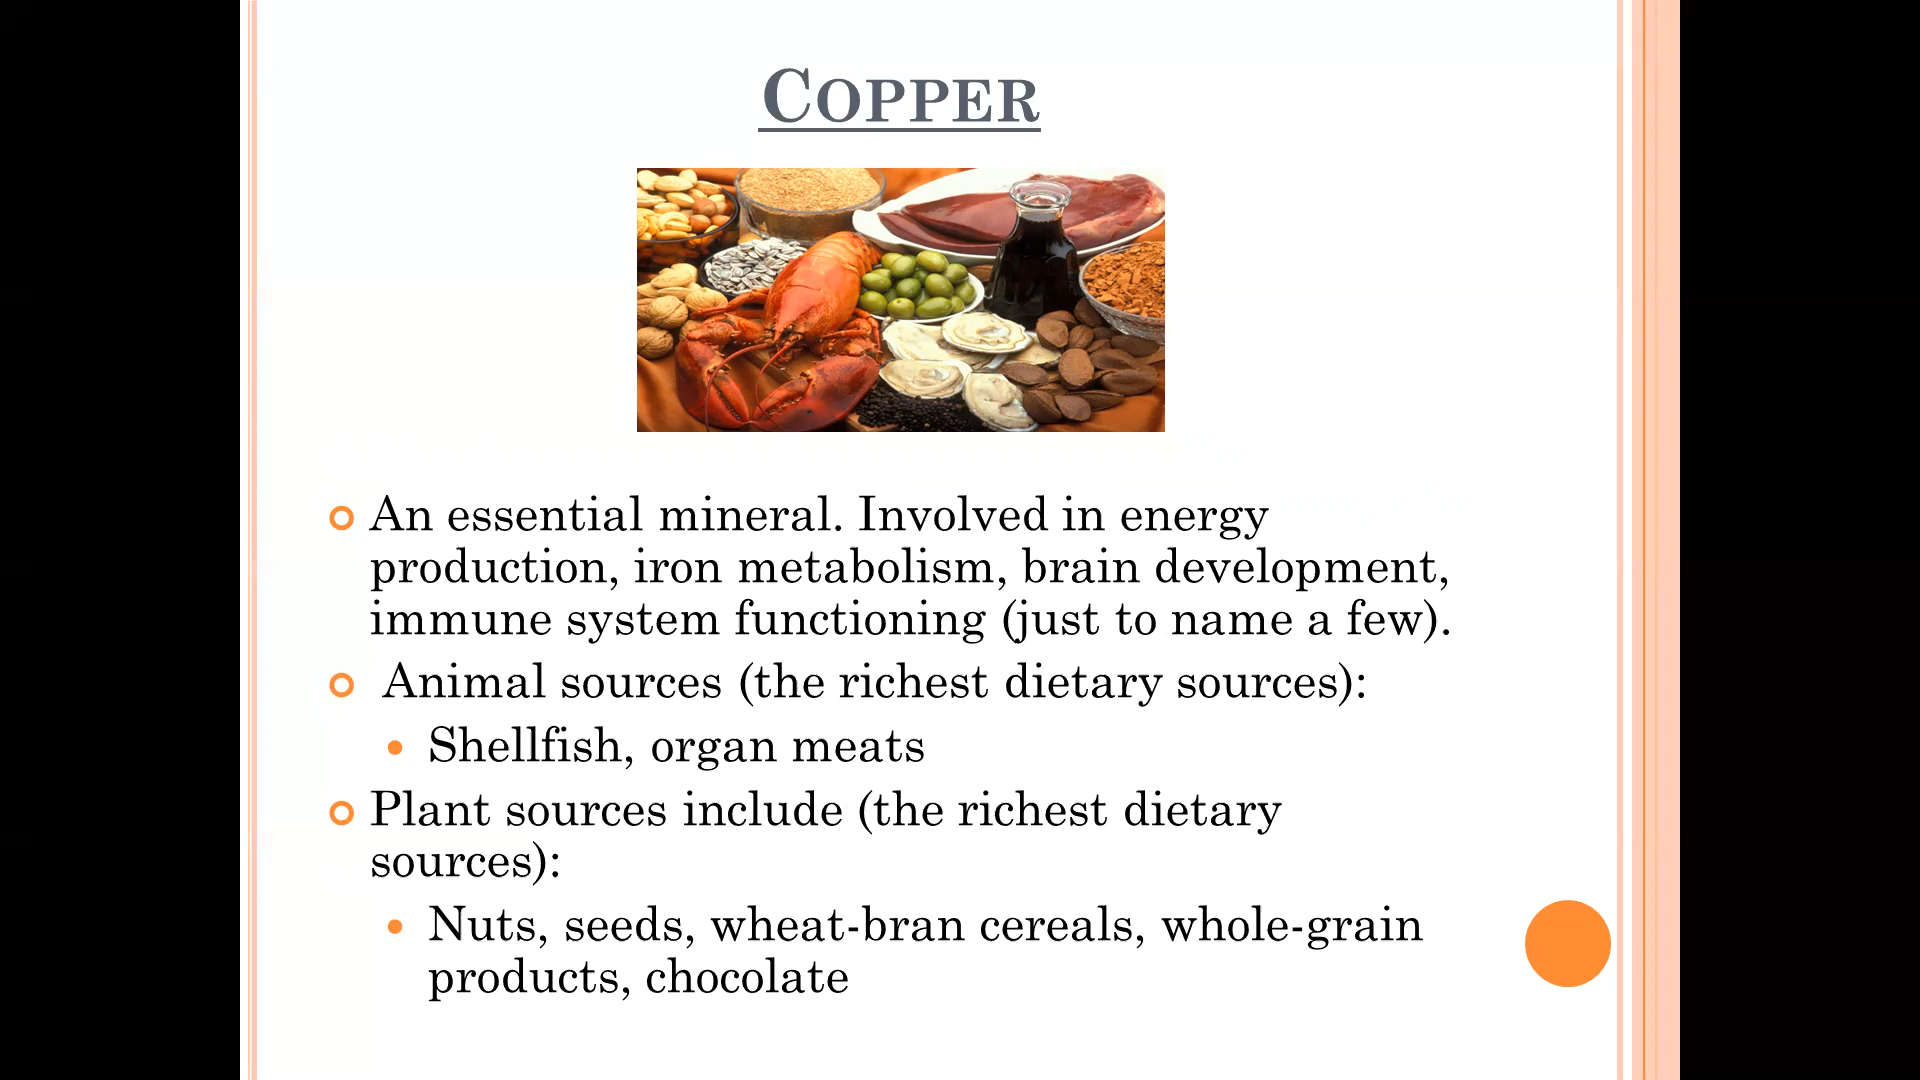 COPPER
An essential mineral. Involved in energy
production, iron metabolism, brain development,
immune system functioning (just to name a few).
Animal sources (the richest dietary sources):
Shellfish, organ meats
Plant sources include (the richest dietary
sources):
Nuts, seeds, wheat-bran cereals, whole-grain
products, chocolate